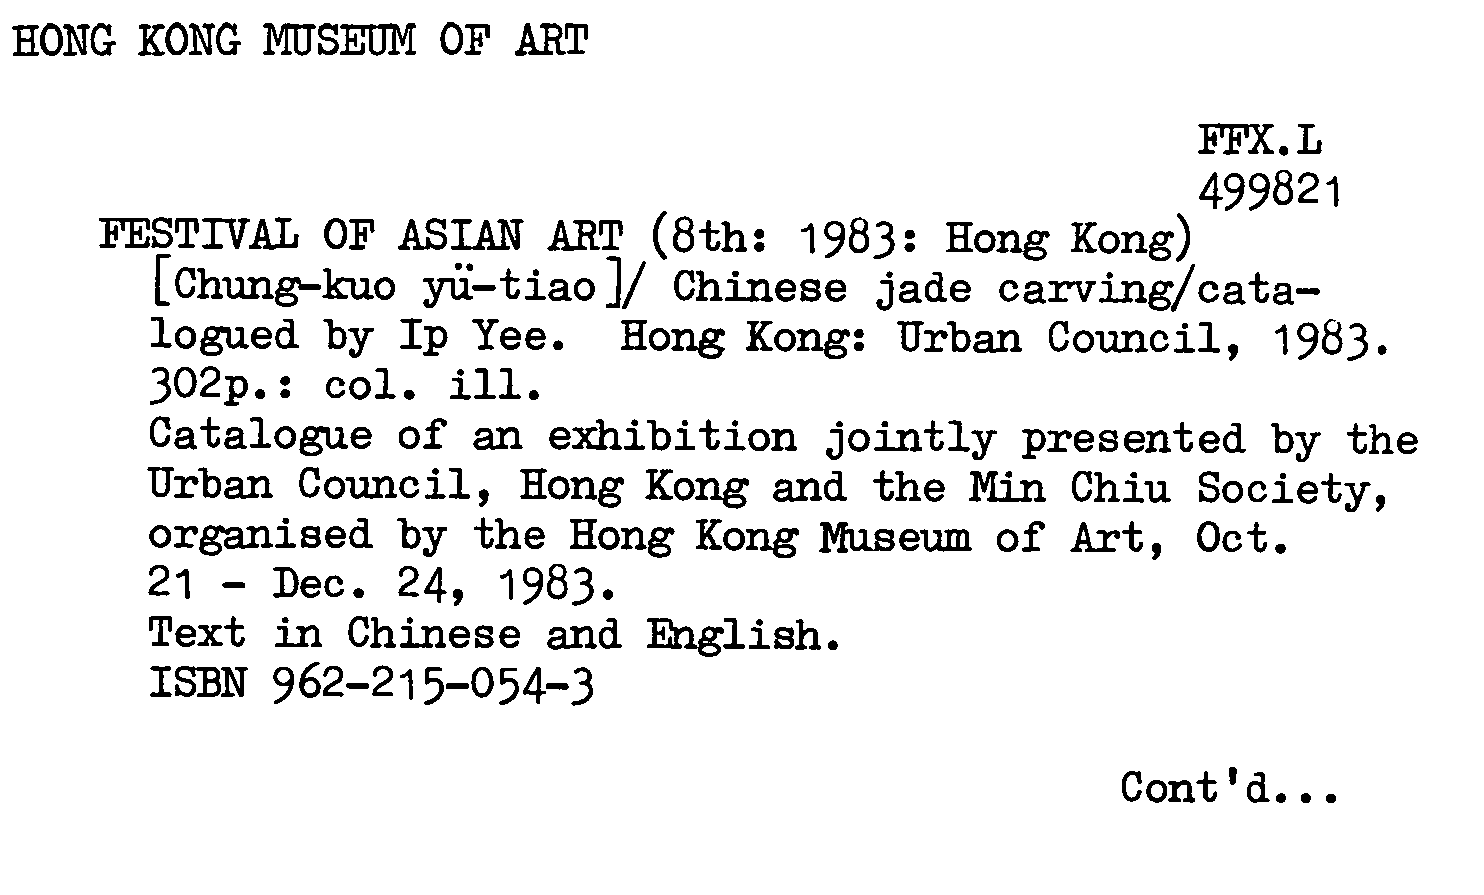 HONG KONG MUSEUM OF ART
FFX.L
499821
FESTIVAL OF ASIAN ART (8th: 1983: Hong Kong)
[Chung-kuo yü-tiao]/ Chinese jade carving/cata-
logued by Ip Yee.  Hong Kong: Urban Council, 1983.
302p.: col. ill.
Catalogue of an exhibition jointly presented by the
Urban Council, Hong Kong and the Min Chiu Society,
organised by the Hong Kong Museum of Art, Oct.
21 - Dec. 24, 1983.
Text in Chinese and English.
ISBN 962-215-054-3
Cont'd...